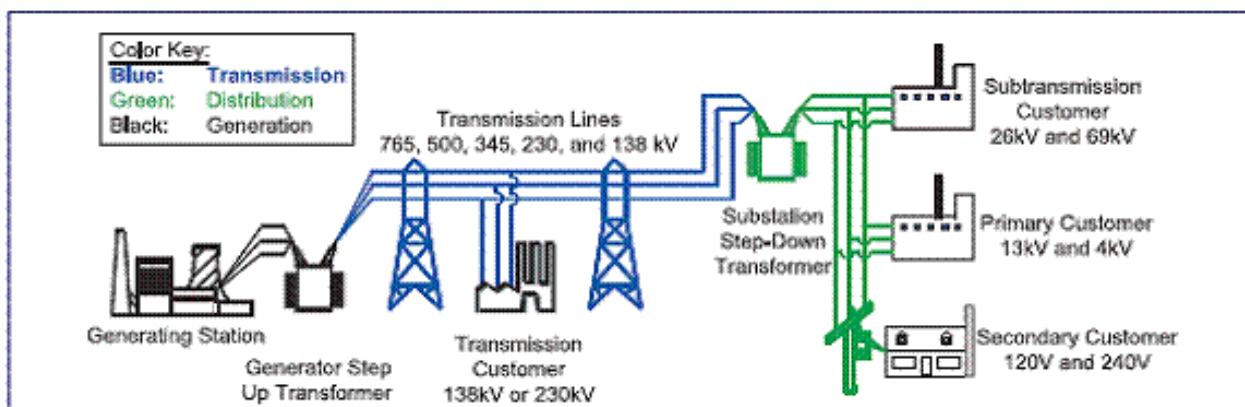 Color Key:
Blue: Transmission
Green: Distribution
Black: Generation
Transmission Lines
765, 500, 345, 230, and 138 kV
Subtransmission
Customer
26kV and 69kV
Substation
Step-Down
Transformer
Primary Customer
13kV and 4kV
Generating Station
Generator Step
Up Transformer
Transmission
Customer
138kV or 230kV
Secondary Customer
120V and 240V